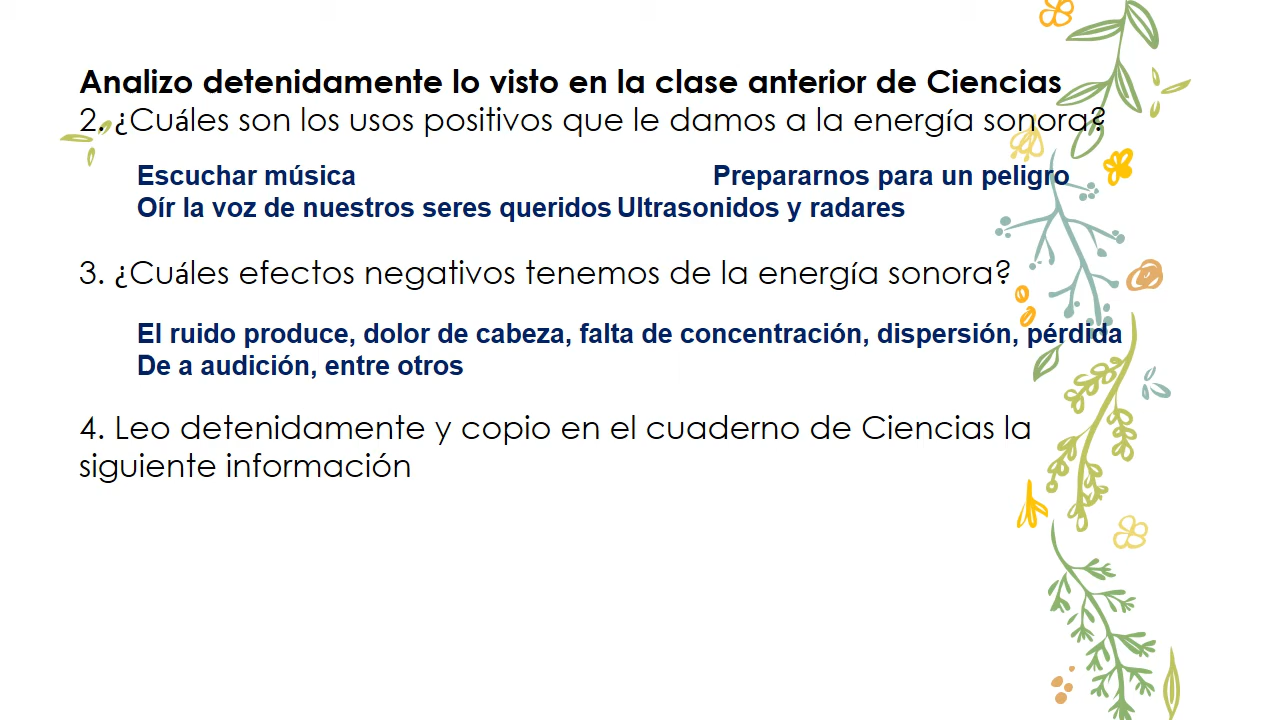 Analizo detenidamente lo visto en la clase anterior de Ciencias
2. ¿Cuáles son los usos positivos que le damos a la energía sonora?
Escuchar música Prepararnos para un peligro
Oír la voz de nuestros seres queridos Ultrasonidos y radares
3. ¿Cuáles efectos negativos tenemos de la energía sonora?
El ruido produce, dolor de cabeza, falta de concentración, dispersión, pérdida
De a audición, entre otros
4. Leo detenidamente y copio en el cuaderno de Ciencias la
siguiente información